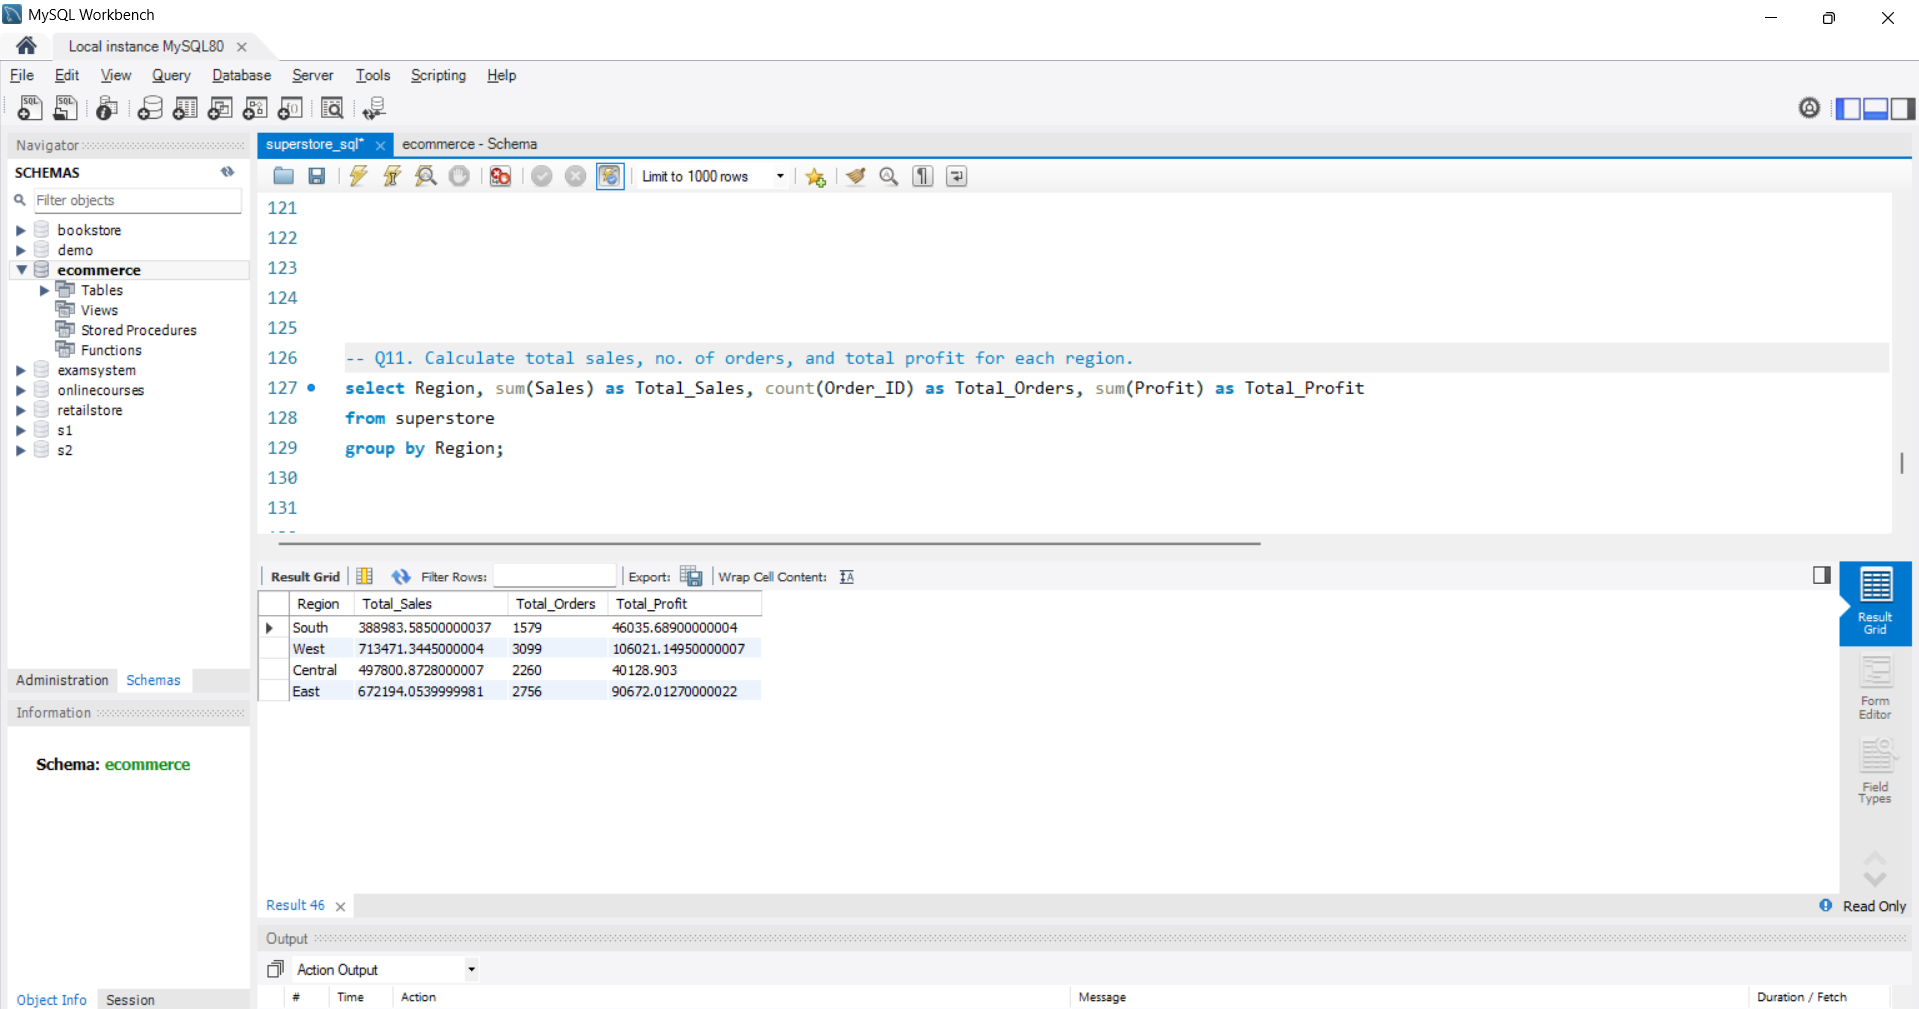 MySQL Workbench
Local instance MySQL80
File Edit View Query Database Server Tools Scripting Help
Navigator
superstore_sql*
ecommerce - Schema
SCHEMAS
Limit to 1000 rows
Filter objects
bookstore
demo
ecommerce
Tables
Views
Stored Procedures
Functions
examsystem
onlinecourses
retailstore
s1
s2
121
122
123
124
125
126 -- Q11. Calculate total sales, no. of orders, and total profit for each region.
127 select Region, sum(Sales) as Total_Sales, count(Order_ID) as Total_Orders, sum(Profit) as Total_Profit
128 from superstore
129 group by Region;
130
131
Result Grid Filter Rows: Export: Wrap Cell Content:
Region Total_Sales Total_Orders Total_Profit
South 388983.58500000037 1579 46035.68900000004
West 713471.3445000004 3099 106021.14950000007
Central 497800.8728000007 2260 40128.903
East 672194.0539999981 2756 90672.01270000022
Result
Grid
Form
Editor
Field
Types
Administration Schemas
Information
Schema: ecommerce
Result 46
Read Only
Output
Action Output
# Time Action Message Duration / Fetch
Object Info Session